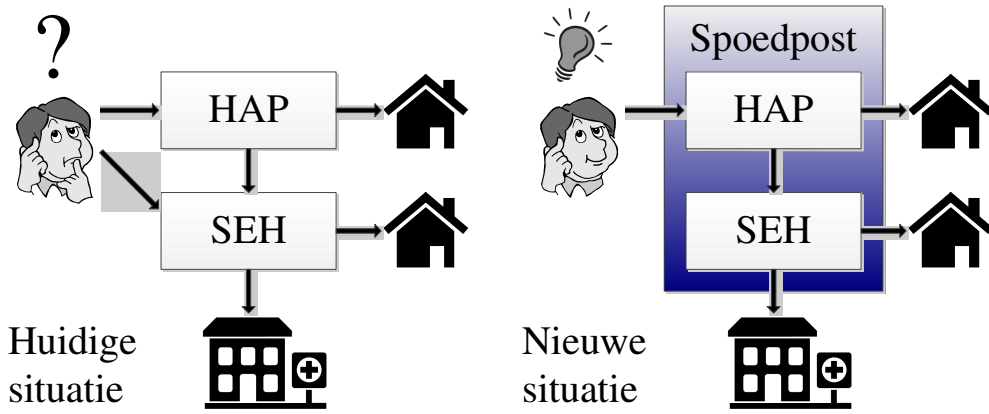 ?
HAP
SEH
Huidige
situatie
Spoedpost
HAP
SEH
Nieuwe
situatie